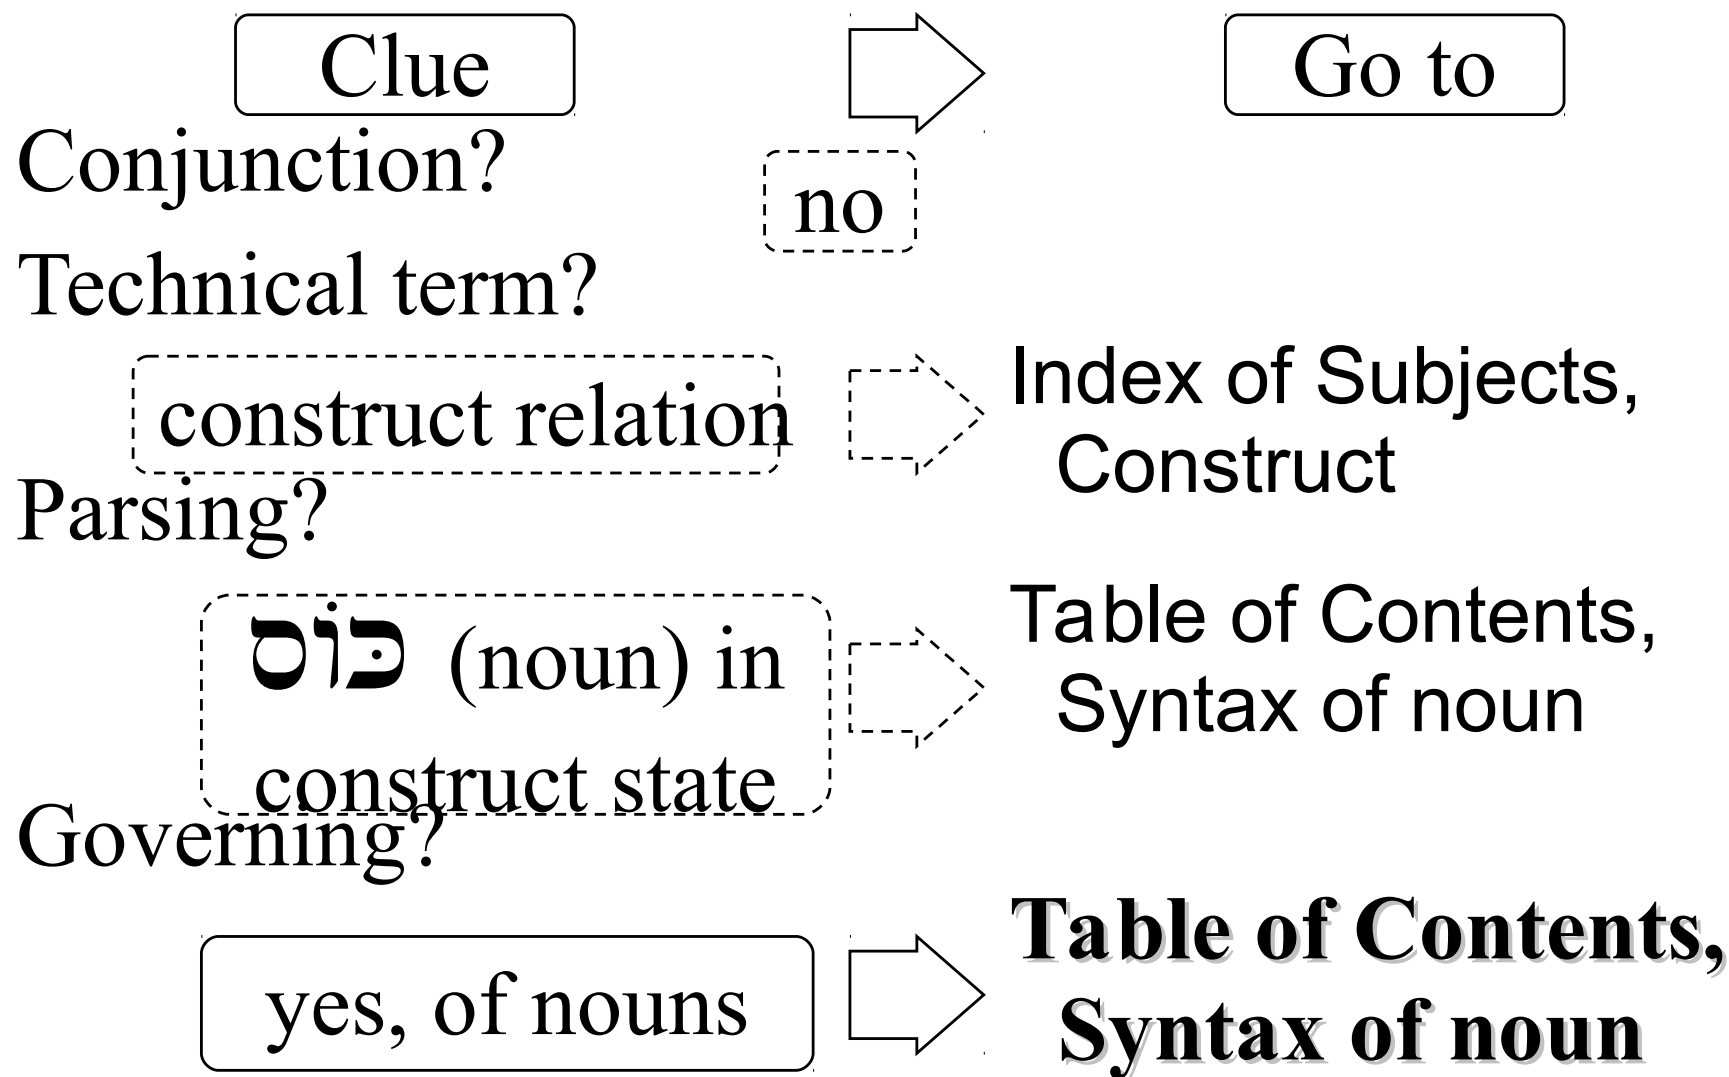 Clue
Go to
Conjunction?
no
Technical term?
construct relation
Index of Subjects,
Construct
Parsing?
כּוֹס (noun) in
construct state
Table of Contents,
Syntax of noun
Governing?
yes, of nouns
Table of Contents,
Syntax of noun